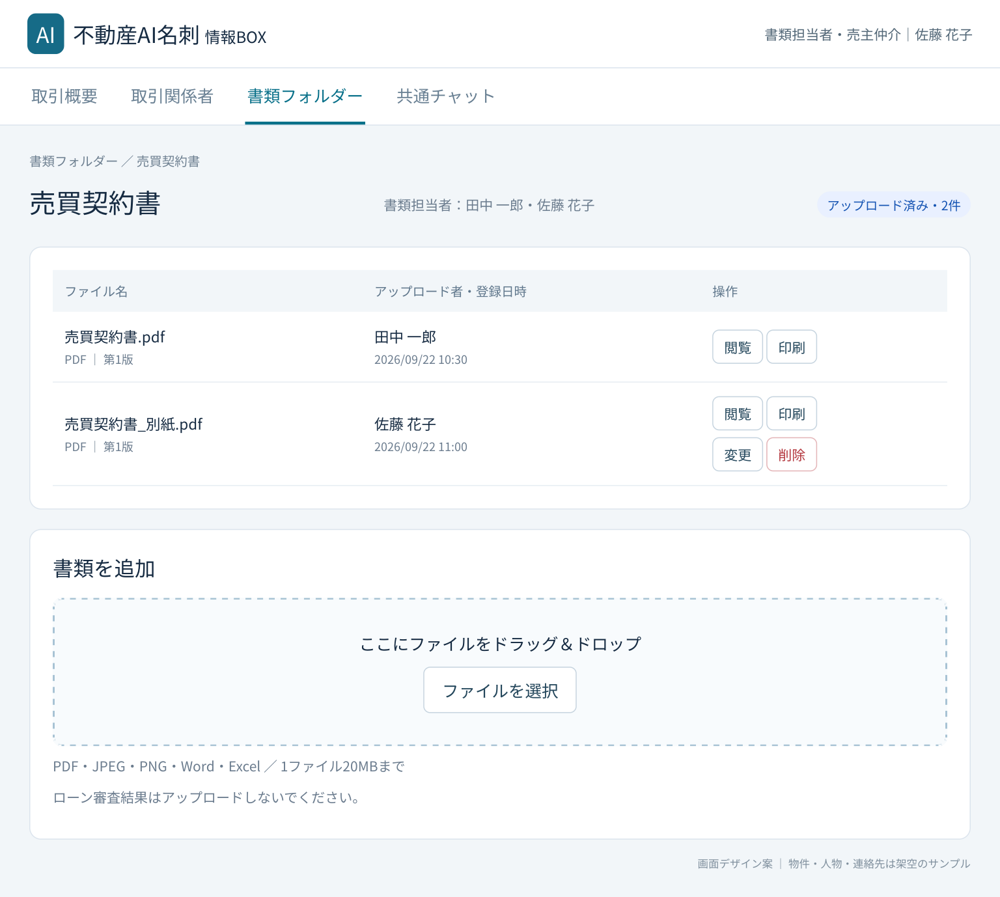 AI 不動産AI名刺 情報BOX
書類担当者・売主仲介｜佐藤 花子
取引概要 取引関係者 書類フォルダー 共通チャット
書類フォルダー ／ 売買契約書
売買契約書 書類担当者：田中 一郎・佐藤 花子 アップロード済み・2件
ファイル名 アップロード者・登録日時 操作
売買契約書.pdf 田中 一郎 閲覧 印刷
PDF ｜ 第1版 2026/09/22 10:30
閲覧 印刷
売買契約書_別紙.pdf 佐藤 花子
PDF ｜ 第1版 2026/09/22 11:00
変更 削除
書類を追加
ここにファイルをドラッグ＆ドロップ
ファイルを選択
PDF・JPEG・PNG・Word・Excel ／ 1ファイル20MBまで
ローン審査結果はアップロードしないでください。
画面デザイン案 ｜ 物件・人物・連絡先は架空のサンプル